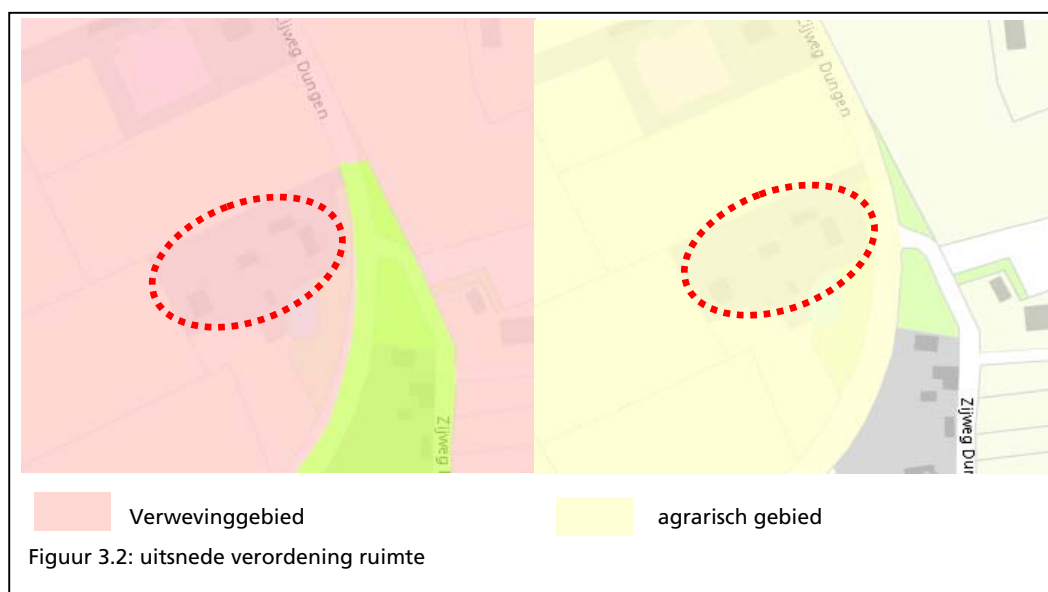 Zijweg Dungen
Zijweg Dungen
Zijweg
Zijweg Dun
Verwevinggebied
agrarisch gebied
Figuur 3.2: uitsnede verordening ruimte